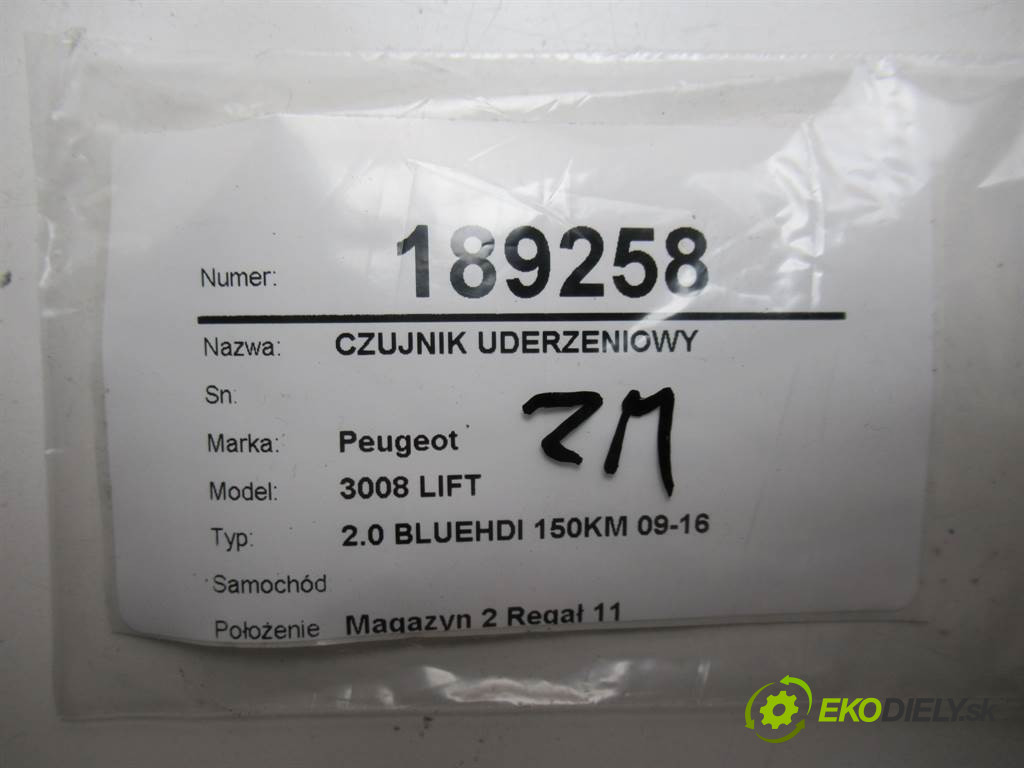 Numer: 189258
Nazwa: CZUJNIK UDERZENIOWY
Sn:
Marka: Peugeot
Model: 3008 LIFT
Typ: 2.0 BLUEHDI 150KM 09-16
Samochód
Położenie Magazyn 2 Regał 11
EKODIELY.sk